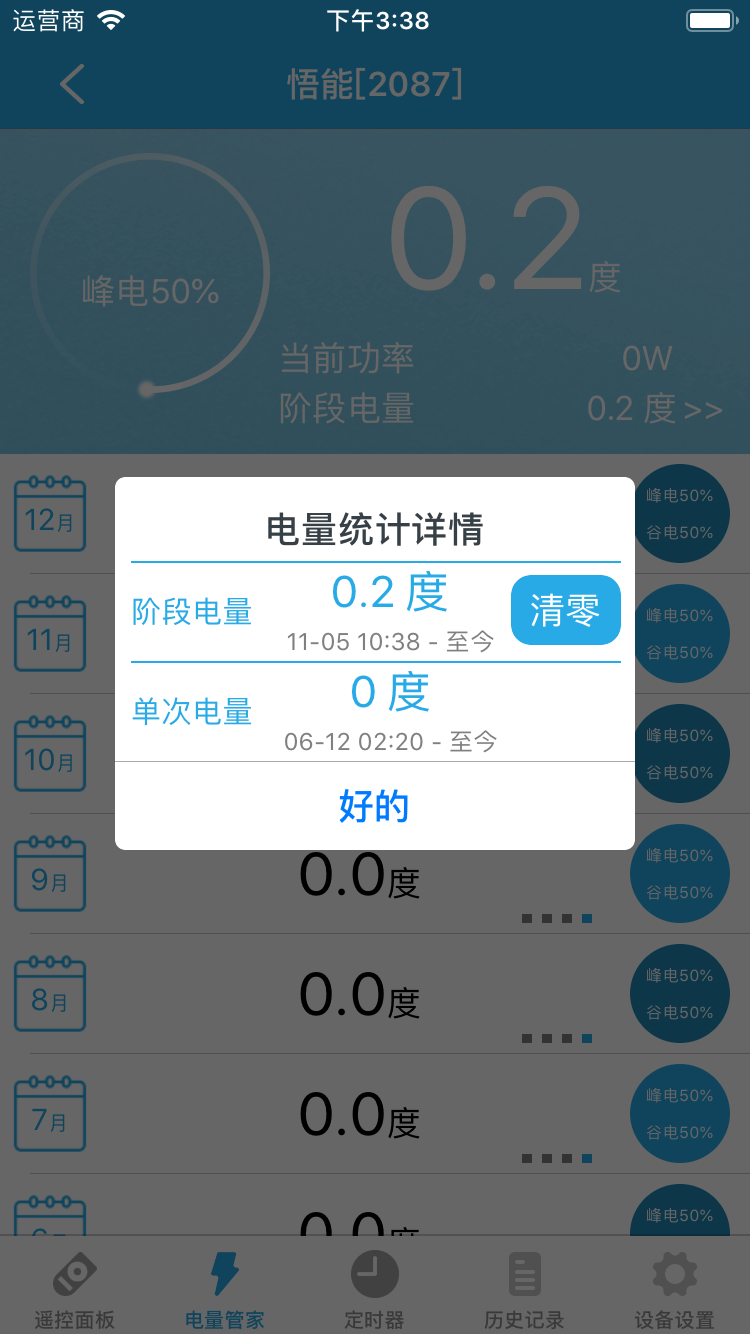 运营商
下午3:38
悟能[2087]
峰电50%
0.2度
当前功率 0W
阶段电量 0.2 度 >>
12月
峰电50%
谷电50%
11月
峰电50%
谷电50%
10月
峰电50%
谷电50%
电量统计详情
阶段电量
0.2 度
11-05 10:38 - 至今
清零
单次电量
0 度
06-12 02:20 - 至今
好的
9月
0.0度
峰电50%
谷电50%
8月
0.0度
峰电50%
谷电50%
7月
0.0度
峰电50%
谷电50%
峰电50%
遥控面板
电量管家
定时器
历史记录
设备设置